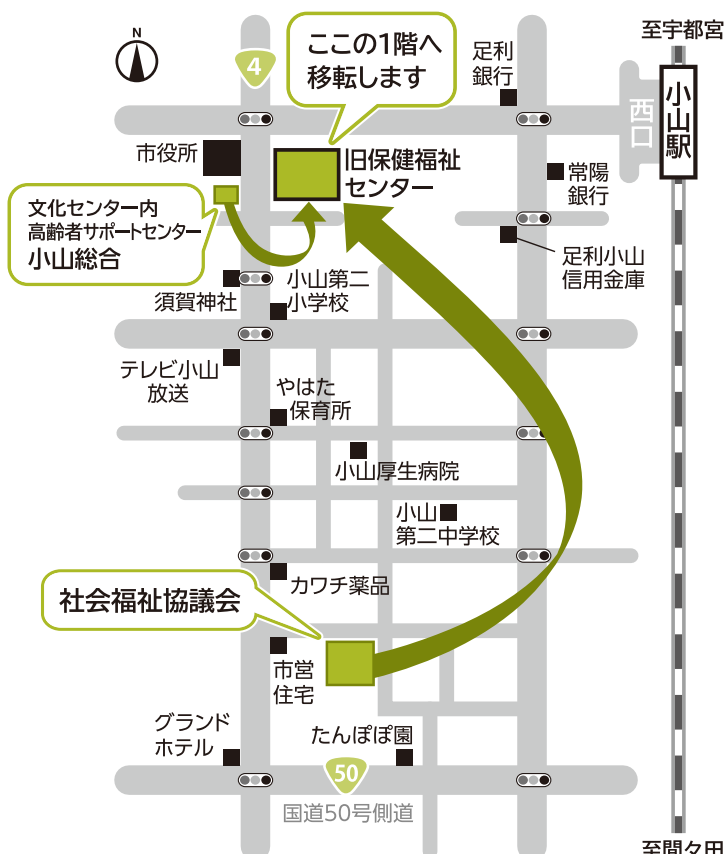 至宇都宮
N
4
ここの1階へ
移転します
足利
銀行
西口
小山駅
市役所
旧保健福祉
センター
常陽
銀行
文化センター内
高齢者サポートセンター
小山総合
足利小山
信用金庫
須賀神社
小山第二
小学校
テレビ小山
放送
やはた
保育所
小山厚生病院
小山
第二中学校
カワチ薬品
社会福祉協議会
市営
住宅
グランド
ホテル
たんぽぽ園
50
国道50号側道
至間々田